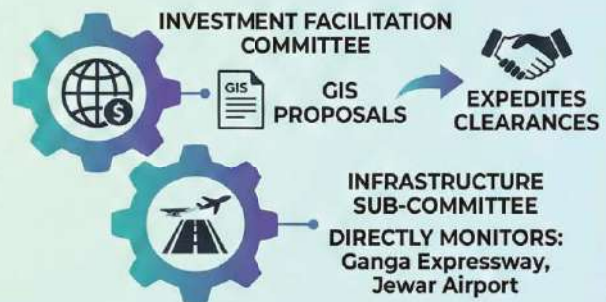 INVESTMENT FACILITATION
COMMITTEE
$
GIS
GIS
PROPOSALS
EXPEDITES
CLEARANCES
INFRASTRUCTURE
SUB-COMMITTEE
DIRECTLY MONITORS:
Ganga Expressway,
Jewar Airport